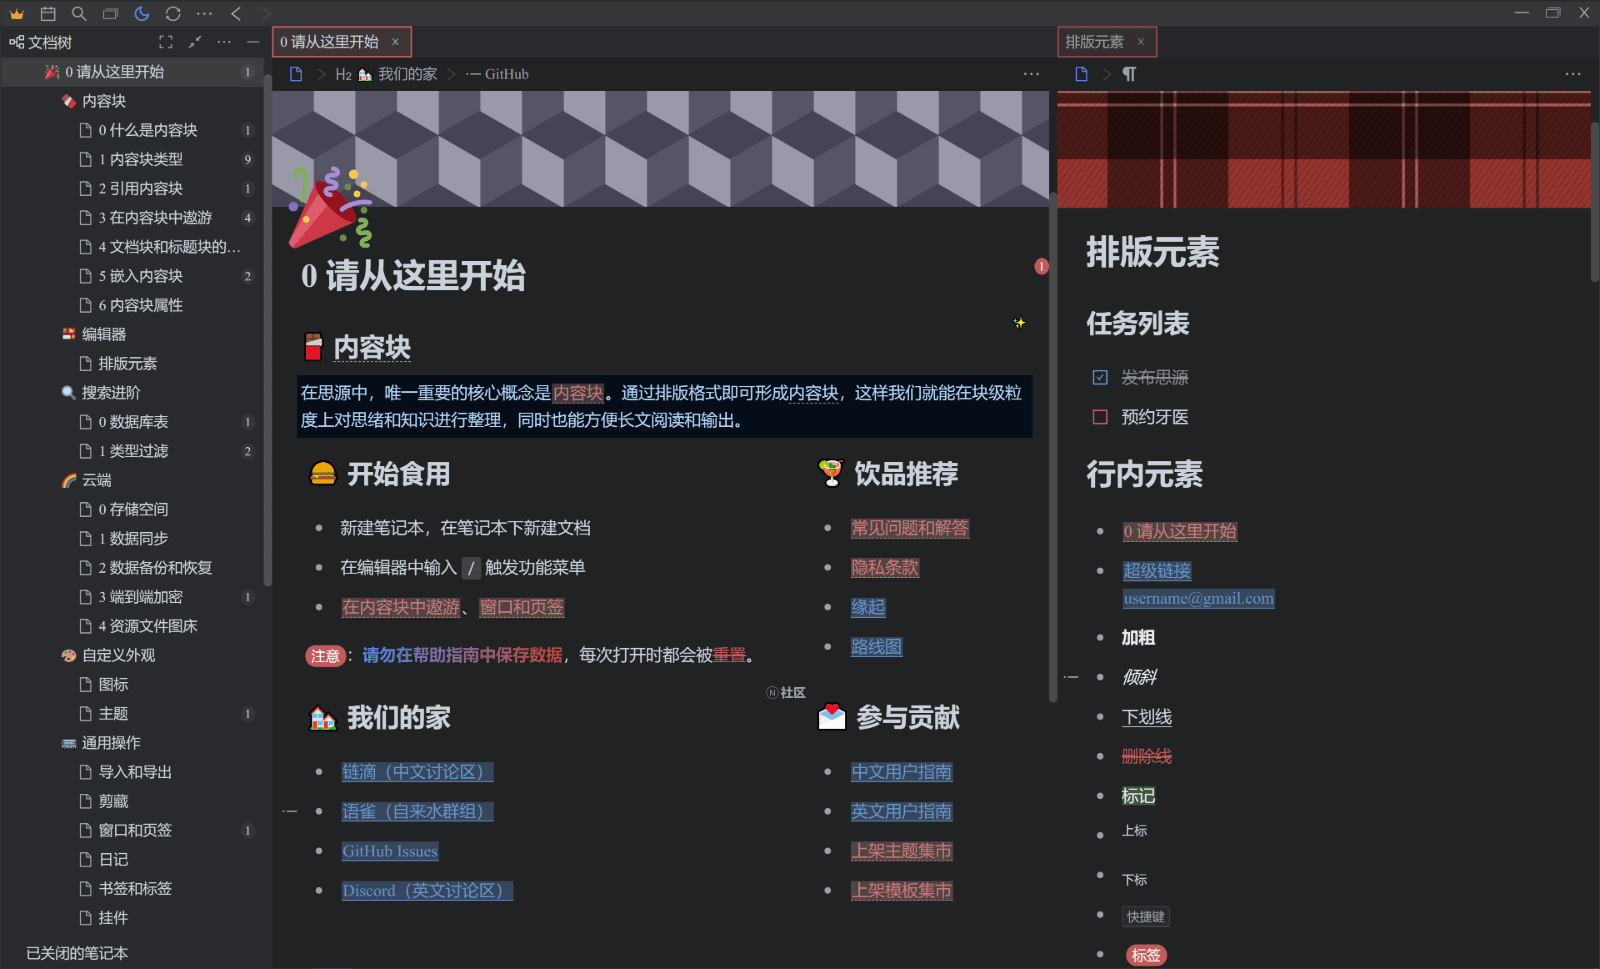 文档树
0 请从这里开始 1
内容块
0 什么是内容块 1
1 内容块类型 9
2 引用内容块 1
3 在内容块中遨游 4
4 文档块和标题块的…
5 嵌入内容块 2
6 内容块属性
编辑器
排版元素
搜索进阶
0 数据库表 1
1 类型过滤 2
云端
0 存储空间
1 数据同步
2 数据备份和恢复
3 端到端加密 1
4 资源文件图床
自定义外观
图标
主题 1
通用操作
导入和导出
剪藏
窗口和页签 1
日记
书签和标签
挂件
已关闭的笔记本
0 请从这里开始 ×
H2 我们的家 > GitHub
0 请从这里开始
1
内容块
在思源中，唯一重要的核心概念是内容块。通过排版格式即可形成内容块，这样我们就能在块级粒
度上对思绪和知识进行整理，同时也能方便长文阅读和输出。
开始食用
新建笔记本，在笔记本下新建文档
在编辑器中输入 / 触发功能菜单
在内容块中遨游、窗口和页签
注意：请勿在帮助指南中保存数据，每次打开时都会被重置。
饮品推荐
常见问题和解答
隐私条款
缘起
路线图
N 社区
我们的家
链滴（中文讨论区）
语雀（自来水群组）
GitHub Issues
Discord（英文讨论区）
参与贡献
中文用户指南
英文用户指南
上架主题集市
上架模板集市
排版元素 ×
排版元素
任务列表
发布思源
预约牙医
行内元素
0 请从这里开始
超级链接
username@gmail.com
加粗
倾斜
下划线
删除线
标记
上标
下标
快捷键
标签